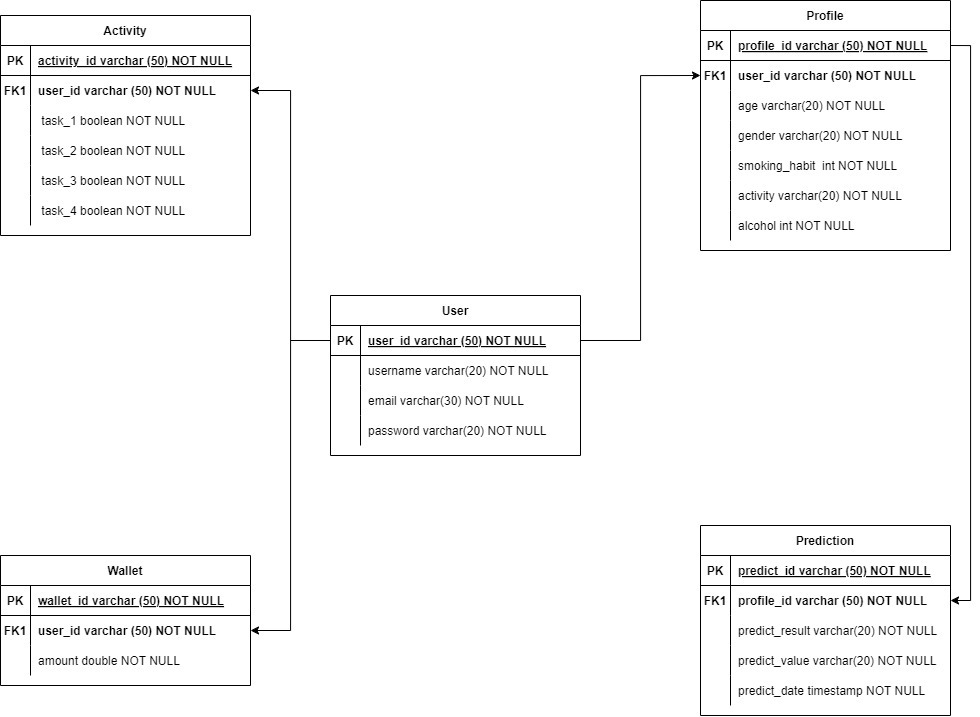 Activity
PK activity_id varchar (50) NOT NULL
FK1 user_id varchar (50) NOT NULL
task_1 boolean NOT NULL
task_2 boolean NOT NULL
task_3 boolean NOT NULL
task_4 boolean NOT NULL
Profile
PK profile_id varchar (50) NOT NULL
FK1 user_id varchar (50) NOT NULL
age varchar(20) NOT NULL
gender varchar(20) NOT NULL
smoking_habit  int NOT NULL
activity varchar(20) NOT NULL
alcohol int NOT NULL
User
PK user_id varchar (50) NOT NULL
username varchar(20) NOT NULL
email varchar(30) NOT NULL
password varchar(20) NOT NULL
Wallet
PK wallet_id varchar (50) NOT NULL
FK1 user_id varchar (50) NOT NULL
amount double NOT NULL
Prediction
PK predict_id varchar (50) NOT NULL
FK1 profile_id varchar (50) NOT NULL
predict_result varchar(20) NOT NULL
predict_value varchar(20) NOT NULL
predict_date timestamp NOT NULL